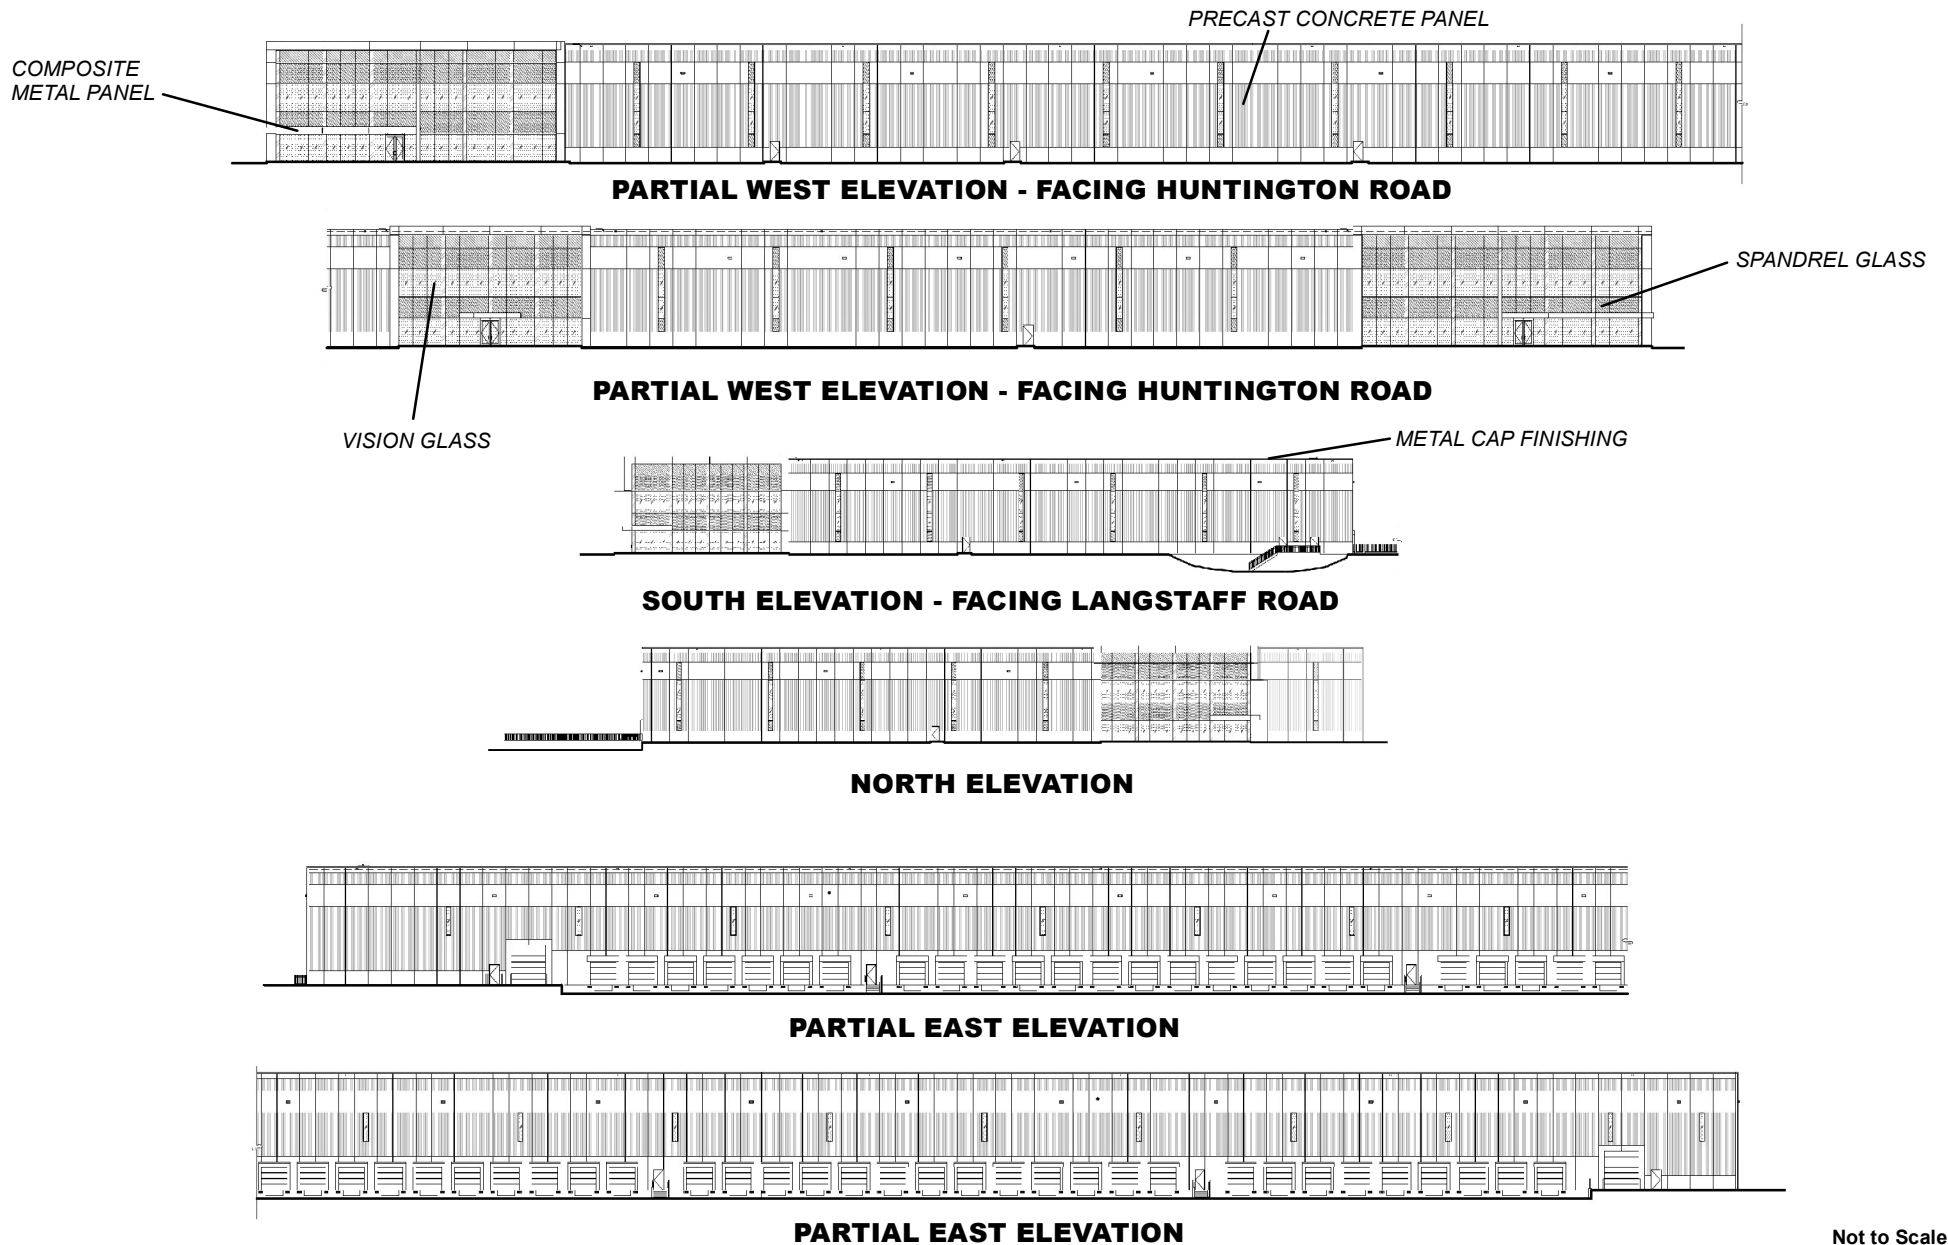 PRECAST CONCRETE PANEL
COMPOSITE
METAL PANEL
PARTIAL WEST ELEVATION - FACING HUNTINGTON ROAD
SPANDREL GLASS
PARTIAL WEST ELEVATION - FACING HUNTINGTON ROAD
VISION GLASS
METAL CAP FINISHING
SOUTH ELEVATION - FACING LANGSTAFF ROAD
NORTH ELEVATION
PARTIAL EAST ELEVATION
PARTIAL EAST ELEVATION
Not to Scale